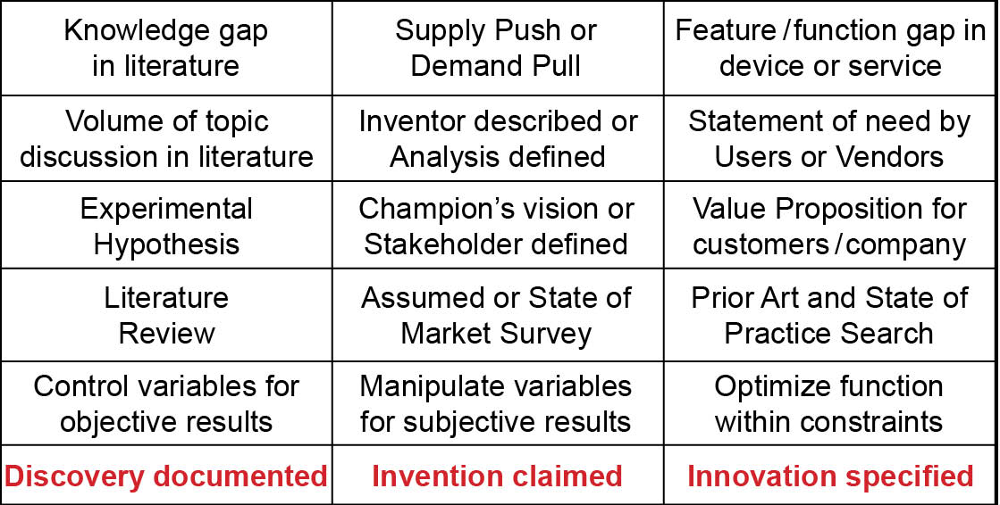 Knowledge gap
in literature
Supply Push or
Demand Pull
Feature/function gap in
device or service
Volume of topic
discussion in literature
Inventor described or
Analysis defined
Statement of need by
Users or Vendors
Experimental
Hypothesis
Champion’s vision or
Stakeholder defined
Value Proposition for
customers/company
Literature
Review
Assumed or State of
Market Survey
Prior Art and State of
Practice Search
Control variables for
objective results
Manipulate variables
for subjective results
Optimize function
within constraints
Discovery documented
Invention claimed
Innovation specified